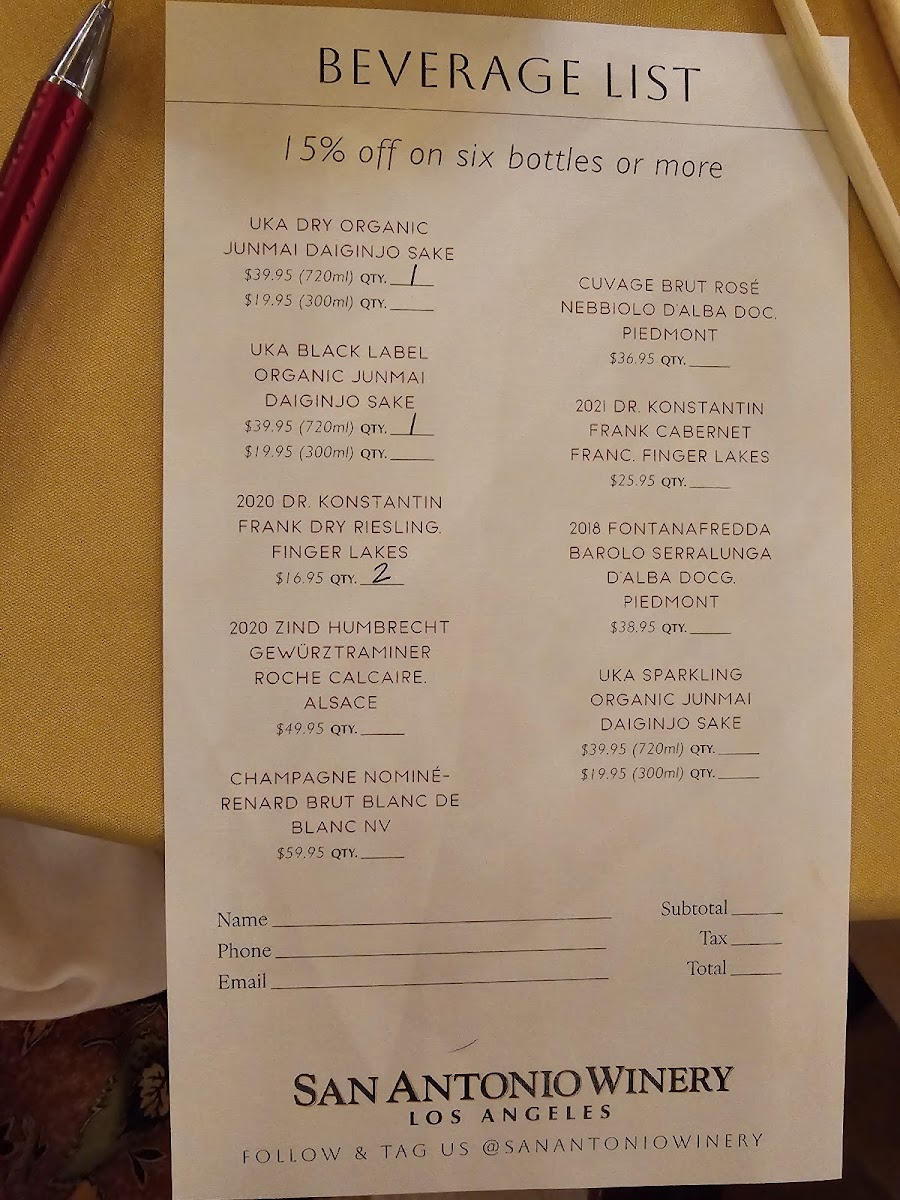 BEVERAGE LIST
15% off on six bottles or more
UKA DRY ORGANIC
JUNMAI DAIGINJO SAKE
$39.95 (720ml) QTY. 1
$19.95 (300ml) QTY.
UKA BLACK LABEL
ORGANIC JUNMAI
DAIGINJO SAKE
$39.95 (720ml) QTY. 1
$19.95 (300ml) QTY.
2020 DR. KONSTANTIN
FRANK DRY RIESLING.
FINGER LAKES
$16.95 QTY. 2
2020 ZIND HUMBRECHT
GEWÜRZTRAMINER
ROCHE CALCAIRE.
ALSACE
$49.95 QTY.
CHAMPAGNE NOMINÉ-
RENARD BRUT BLANC DE
BLANC NV
$59.95 QTY.
CUVAGE BRUT ROSÉ
NEBBIOLO D'ALBA DOC.
PIEDMONT
$36.95 QTY.
2021 DR. KONSTANTIN
FRANK CABERNET
FRANC. FINGER LAKES
$25.95 QTY.
2018 FONTANAFREDDA
BAROLO SERRALUNGA
D'ALBA DOCG.
PIEDMONT
$38.95 QTY.
UKA SPARKLING
ORGANIC JUNMAI
DAIGINJO SAKE
$39.95 (720ml) QTY.
$19.95 (300ml) QTY.
Name
Phone
Email
Subtotal
Tax
Total
SAN ANTONIO WINERY
LOS ANGELES
FOLLOW & TAG US @SANANTONIOWINERY